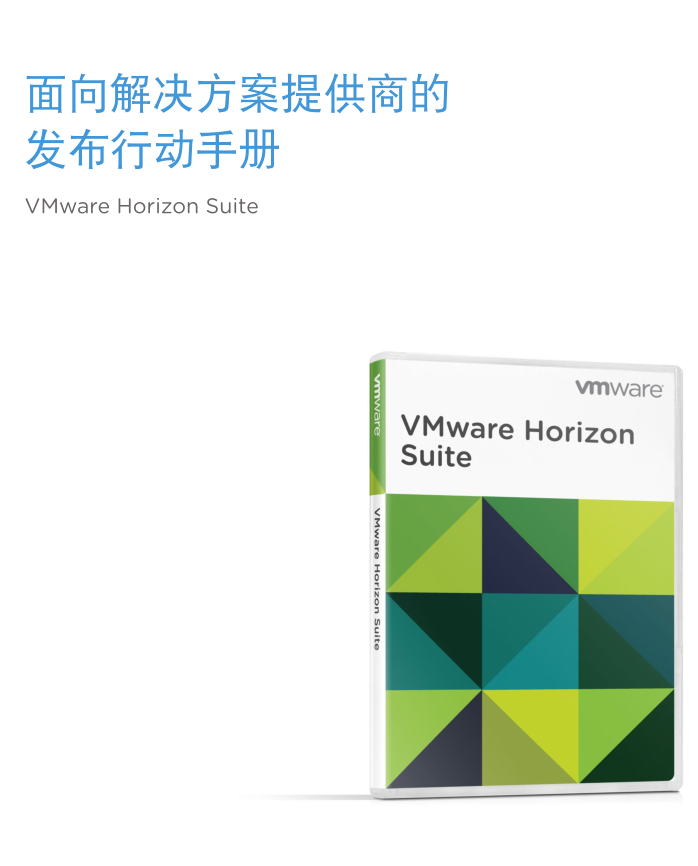 面向解决方案提供商的
发布行动手册
VMware Horizon Suite
vmware
VMware Horizon
Suite
vmware
VMware Horizon Suite